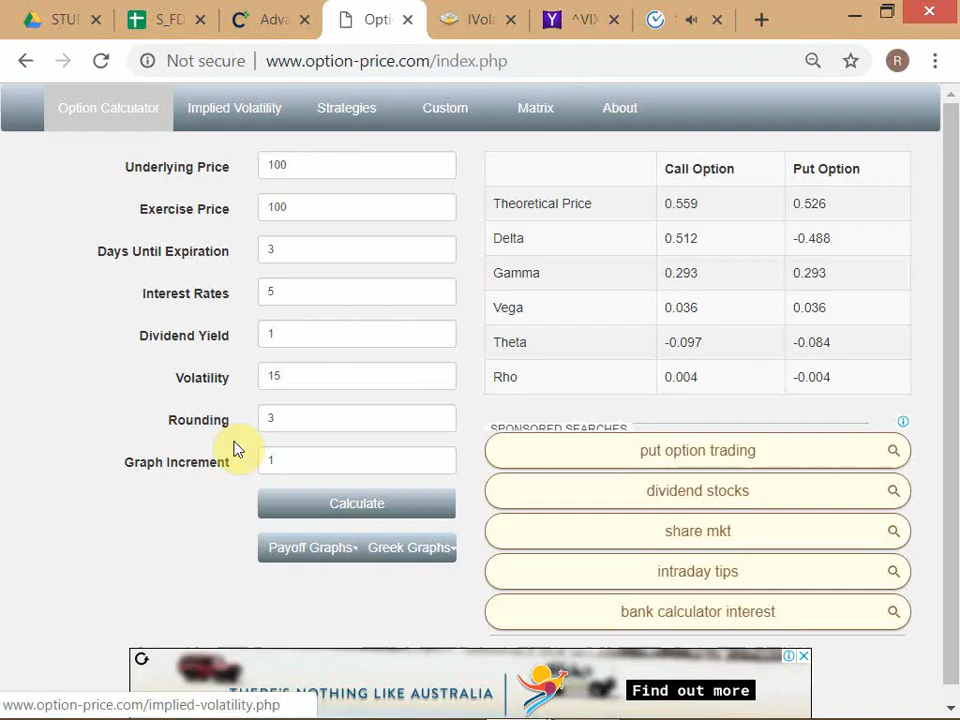 STUI
S_FD
Adva
Opti
IVola
^VIX
Not secure
www.option-price.com/index.php
R
Option Calculator
Implied Volatility
Strategies
Custom
Matrix
About
Underlying Price 100
Exercise Price 100
Days Until Expiration 3
Interest Rates 5
Dividend Yield 1
Volatility 15
Rounding 3
Graph Increment 1
Calculate
Payoff Graphs
Greek Graphs
Call Option Put Option
Theoretical Price 0.559 0.526
Delta 0.512 -0.488
Gamma 0.293 0.293
Vega 0.036 0.036
Theta -0.097 -0.084
Rho 0.004 -0.004
SPONSORED SEARCHES
put option trading
dividend stocks
share mkt
intraday tips
bank calculator interest
THERE'S NOTHING LIKE AUSTRALIA
Find out more
www.option-price.com/implied-volatility.php